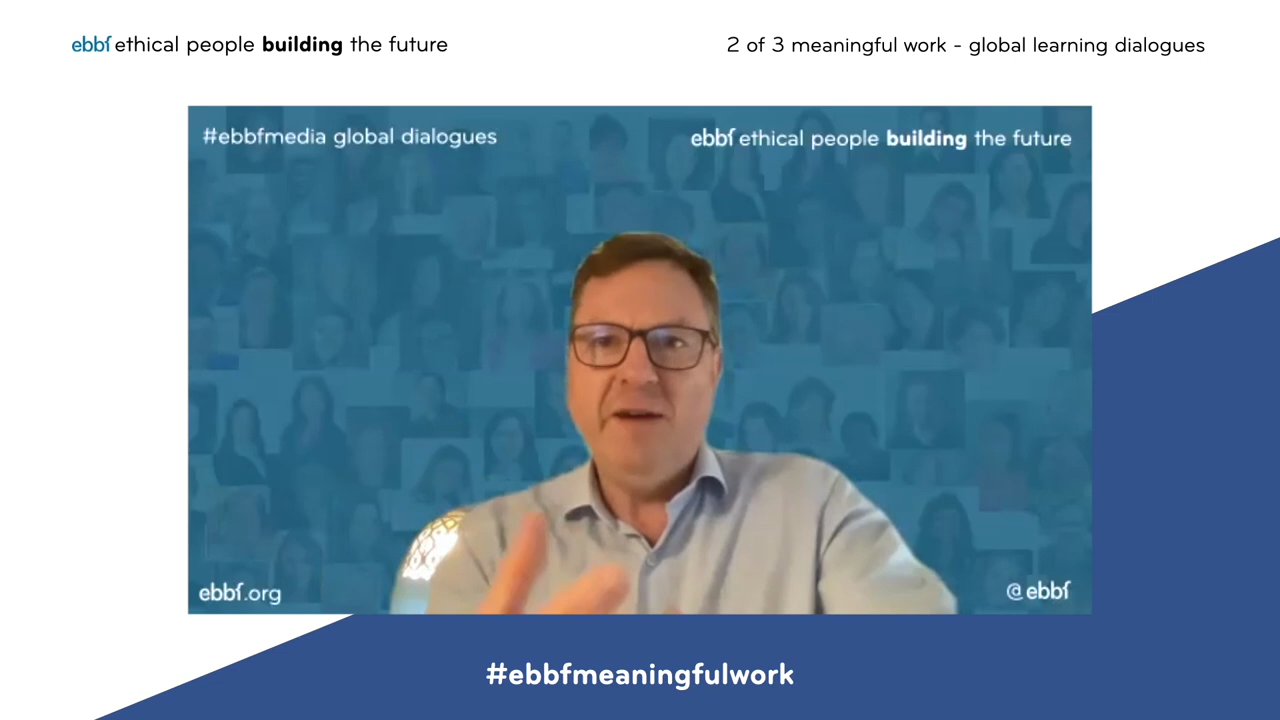 ebbf ethical people building the future
2 of 3 meaningful work - global learning dialogues
#ebbfmedia global dialogues
ebbf ethical people building the future
ebbf.org
@ebbf
#ebbfmeaningfulwork